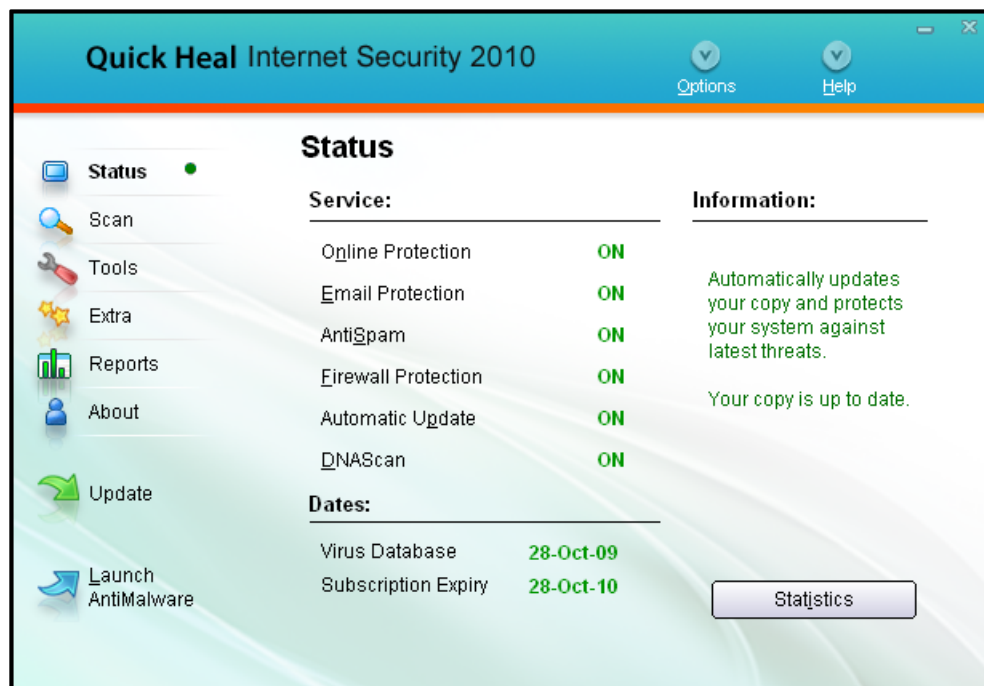 Quick Heal Internet Security 2010
Options
Help
Status
Scan
Tools
Extra
Reports
About
Update
Launch
AntiMalware
Status
Service:
Online Protection ON
Email Protection ON
AntiSpam ON
Firewall Protection ON
Automatic Update ON
DNAScan ON
Dates:
Virus Database 28-Oct-09
Subscription Expiry 28-Oct-10
Information:
Automatically updates
your copy and protects
your system against
latest threats.
Your copy is up to date.
Statistics